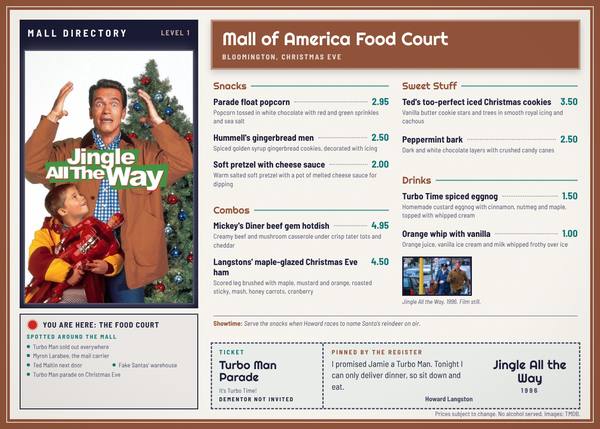 MALL DIRECTORY
LEVEL 1
Jingle
All The Way
YOU ARE HERE: THE FOOD COURT
SPOTTED AROUND THE MALL
Turbo Man sold out everywhere
Myron Larabee, the mail carrier
Ted Maltin next door
Fake Santas' warehouse
Turbo Man parade on Christmas Eve
Mall of America Food Court
BLOOMINGTON, CHRISTMAS EVE
Snacks
Parade float popcorn 2.95
Popcorn tossed in white chocolate with red and green sprinkles
and sea salt
Hummell's gingerbread men 2.50
Spiced golden syrup gingerbread cookies, decorated with icing
Soft pretzel with cheese sauce 2.00
Warm salted soft pretzel with a pot of melted cheese sauce for
dipping
Combos
Mickey's Diner beef gem hotdish 4.95
Creamy beef and mushroom casserole under crisp tater tots and
cheddar
Langstons' maple-glazed Christmas Eve 4.50
ham
Scored leg brushed with maple, mustard and orange, roasted
sticky, mash, honey carrots, cranberry
Sweet Stuff
Ted's too-perfect iced Christmas cookies 3.50
Vanilla butter cookie stars and trees in smooth royal icing and
cachous
Peppermint bark 2.50
Dark and white chocolate layers with crushed candy canes
Drinks
Turbo Time spiced eggnog 1.50
Homemade custard eggnog with cinnamon, nutmeg and maple,
topped with whipped cream
Orange whip with vanilla 1.00
Orange juice, vanilla ice cream and milk whipped frothy over ice
Jingle All the Way, 1996. Film still.
Showtime: Serve the snacks when Howard races to name Santa's reindeer on air.
TICKET
Turbo Man
Parade
It's Turbo Time!
DEMENTOR NOT INVITED
PINNED BY THE REGISTER
I promised Jamie a Turbo Man. Tonight I
can only deliver dinner, so sit down and
eat.
Howard Langston
Jingle All the
Way
1996
Prices subject to change. No alcohol served. Images: TMDB.